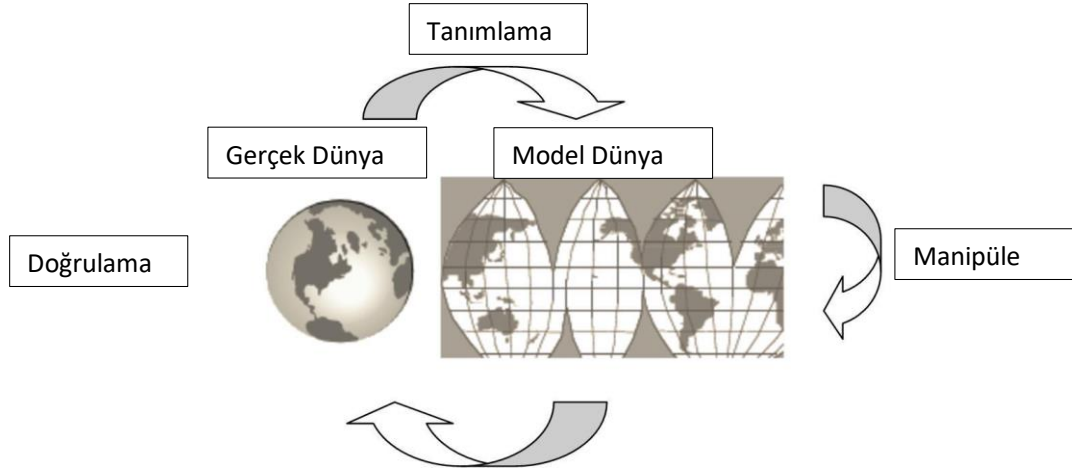 Tanımlama
Gerçek Dünya
Model Dünya
Doğrulama
Manipüle